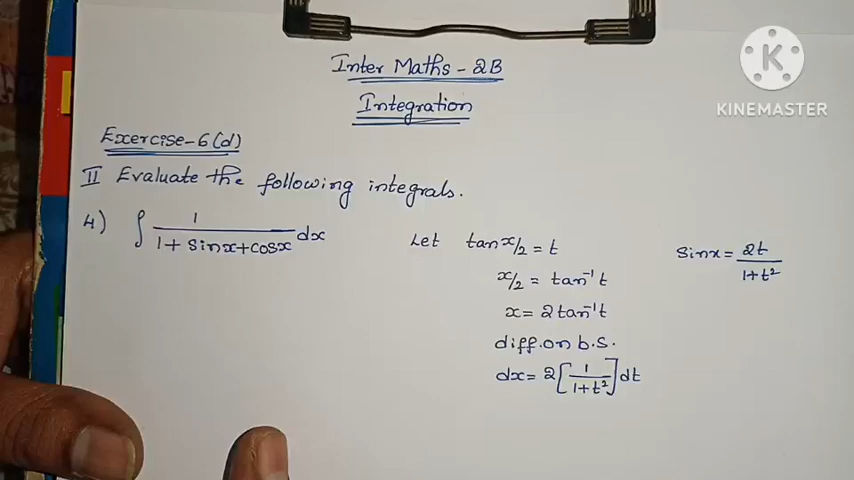 Inter Maths - 2B
Integration
Exercise-6(d)
II Evaluate the following integrals.
4) ∫ 1/(1+sinx+cosx) dx
Let tan x/2 = t
x/2 = tan⁻¹t
x = 2tan⁻¹t
diff.on b.s.
dx = 2[1/(1+t²)]dt
sinx = 2t/(1+t²)
K
KINEMASTER